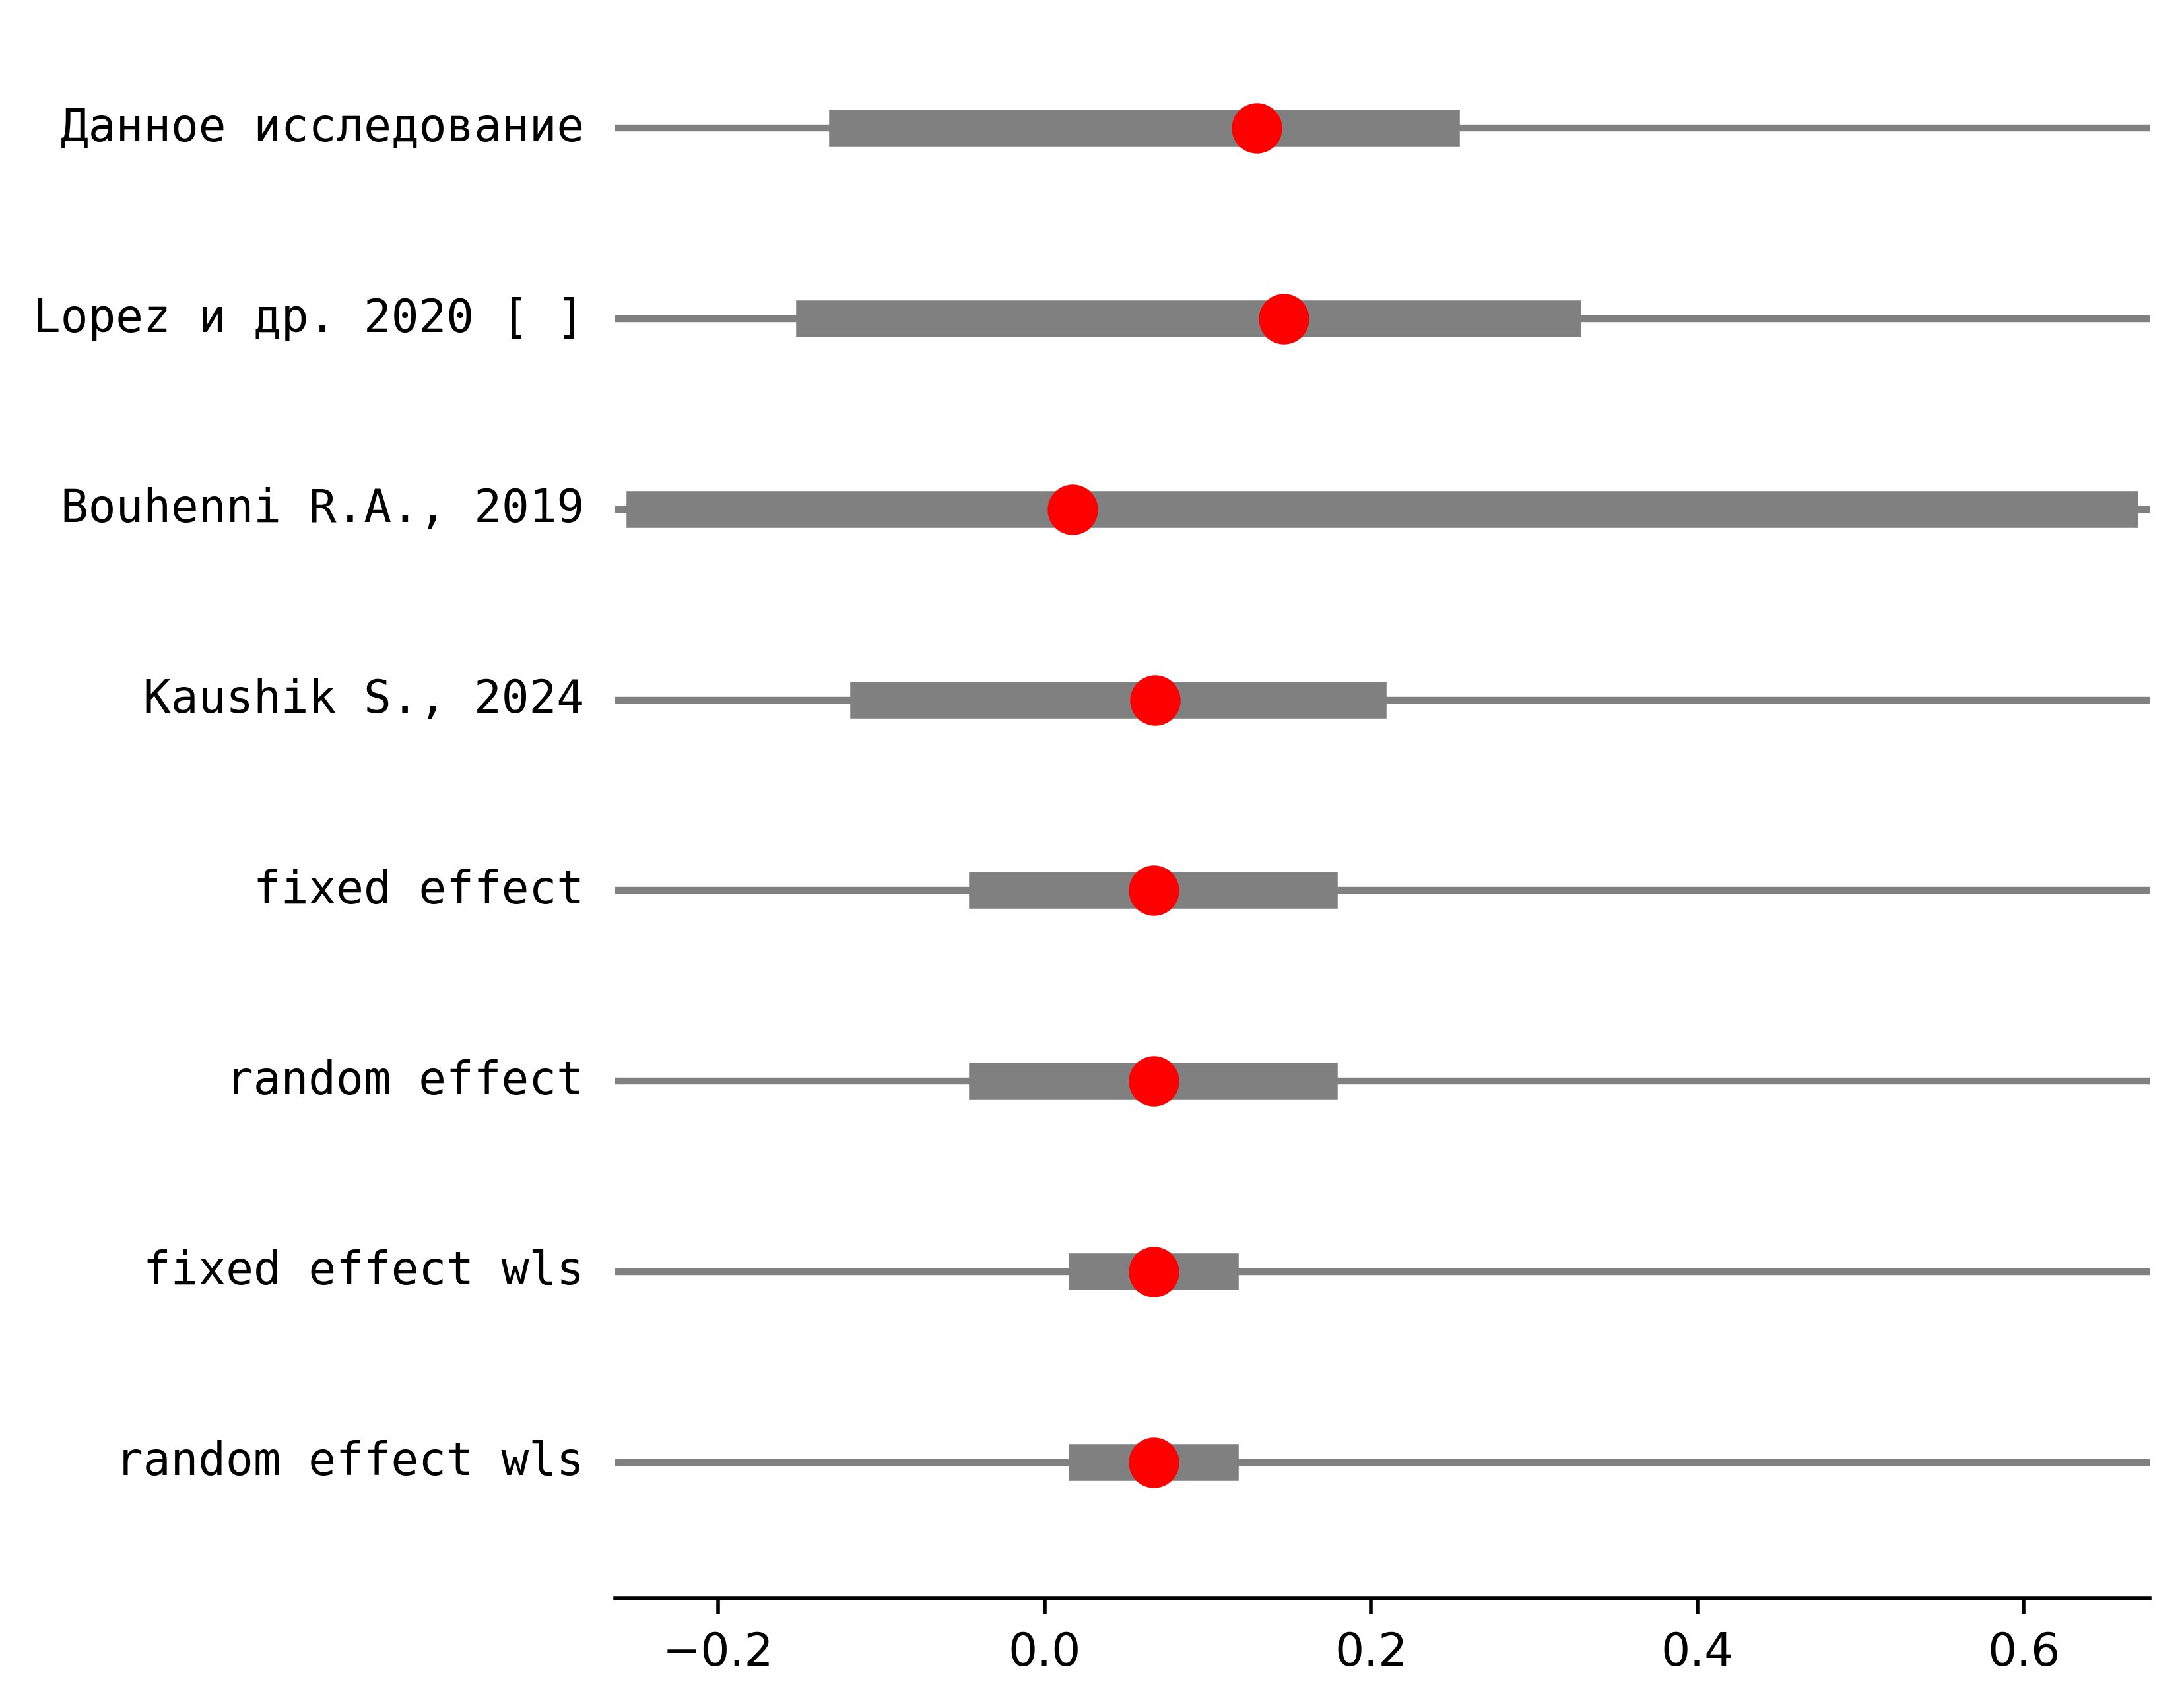 Данное исследование
Lopez и др. 2020 [ ]
Bouhenni R.A., 2019
Kaushik S., 2024
fixed effect
random effect
fixed effect wls
random effect wls
−0.2 0.0 0.2 0.4 0.6